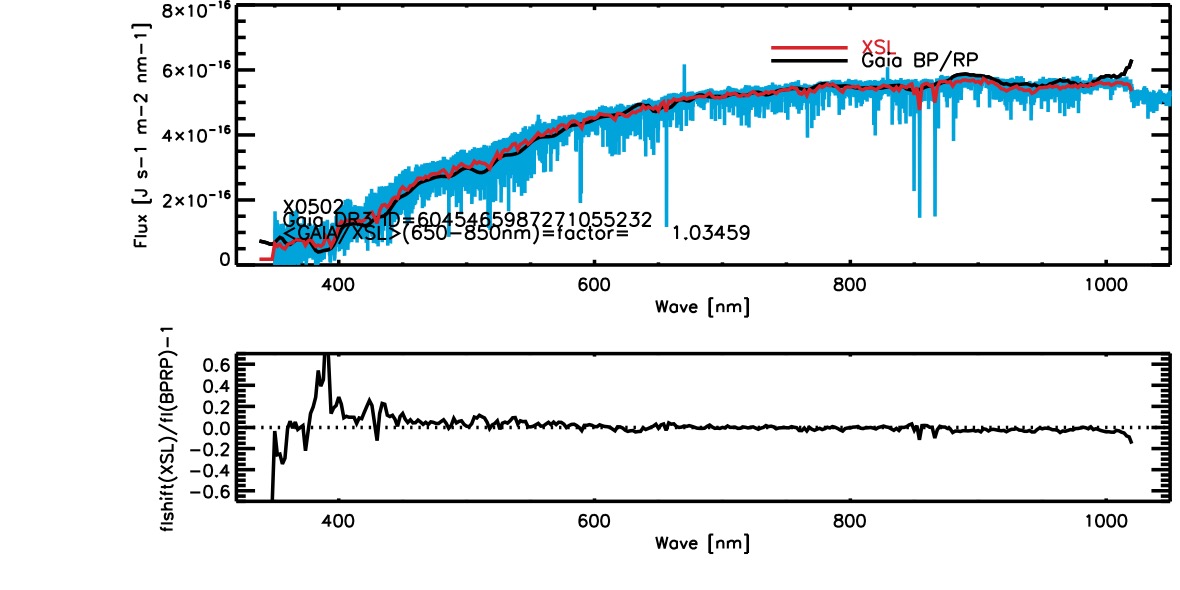 8×10-16
6×10-16
4×10-16
2×10-16
0
Flux [J s-1 m-2 nm-1]
XSL
Gaia BP/RP
X0502
Gaia DR3 ID=6045465987271055232
<GAIA/XSL>(650-850nm)=factor= 1.03459
400 600 800 1000
Wave [nm]
flshift(XSL)/fl(BPRP)-1
0.6
0.4
0.2
0.0
-0.2
-0.4
-0.6
400 600 800 1000
Wave [nm]